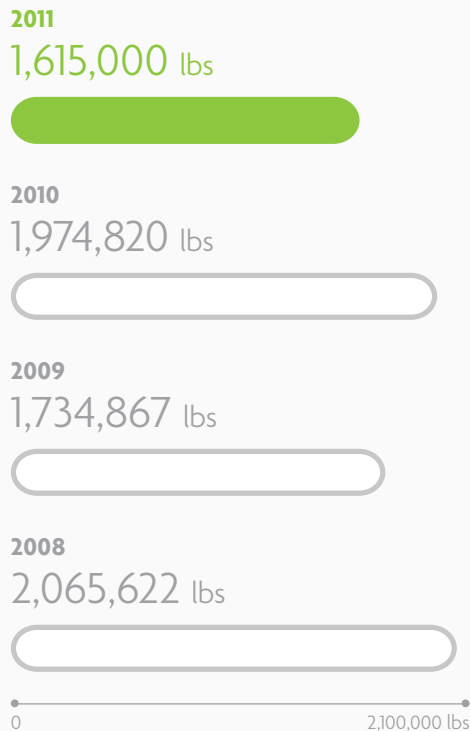 2011
1,615,000 lbs
2010
1,974,820 lbs
2009
1,734,867 lbs
2008
2,065,622 lbs
0 2,100,000 lbs